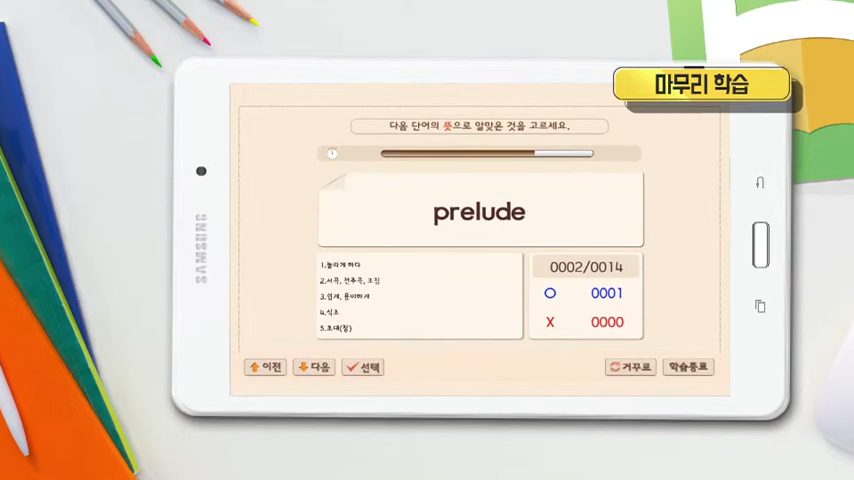 마무리 학습
다음 단어의 뜻으로 알맞은 것을 고르세요.
prelude
1.놀라게 하다
2.서곡, 전주곡, 조짐
3.쉽게, 용이하게
4.식초
5.초대(장)
0002/0014
O 0001
X 0000
이전 다음 선택 거꾸로 학습종료
SAMSUNG